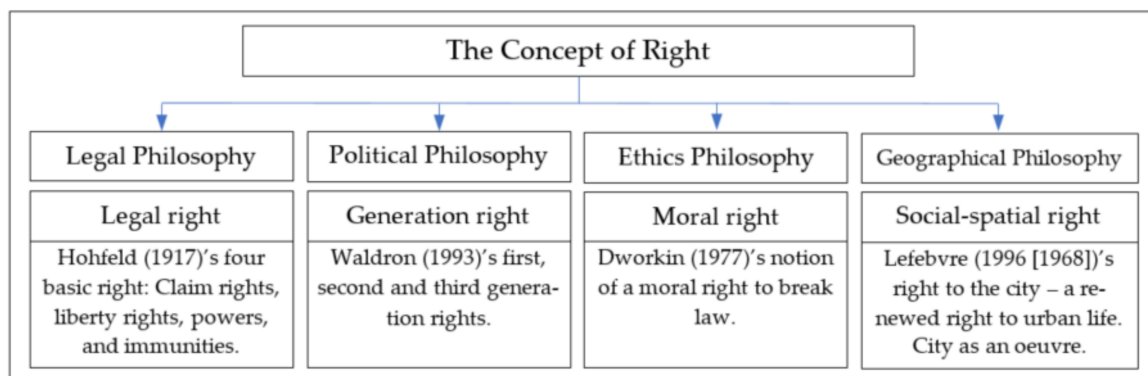 The Concept of Right
Legal Philosophy
Legal right
Hohfeld (1917)'s four
basic right: Claim rights,
liberty rights, powers,
and immunities.
Political Philosophy
Generation right
Waldron (1993)'s first,
second and third genera-
tion rights.
Ethics Philosophy
Moral right
Dworkin (1977)'s notion
of a moral right to break
law.
Geographical Philosophy
Social-spatial right
Lefebvre (1996 [1968])'s
right to the city – a re-
newed right to urban life.
City as an oeuvre.